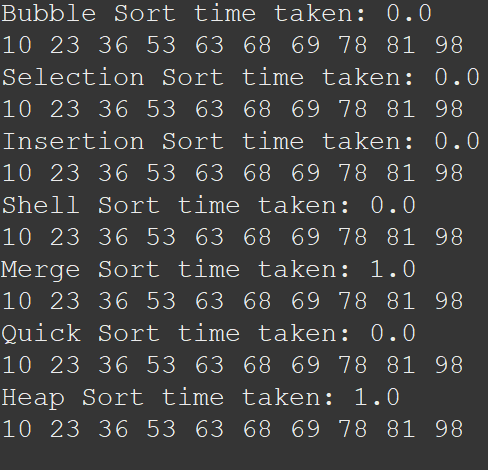 Bubble Sort time taken: 0.0
10 23 36 53 63 68 69 78 81 98
Selection Sort time taken: 0.0
10 23 36 53 63 68 69 78 81 98
Insertion Sort time taken: 0.0
10 23 36 53 63 68 69 78 81 98
Shell Sort time taken: 0.0
10 23 36 53 63 68 69 78 81 98
Merge Sort time taken: 1.0
10 23 36 53 63 68 69 78 81 98
Quick Sort time taken: 0.0
10 23 36 53 63 68 69 78 81 98
Heap Sort time taken: 1.0
10 23 36 53 63 68 69 78 81 98